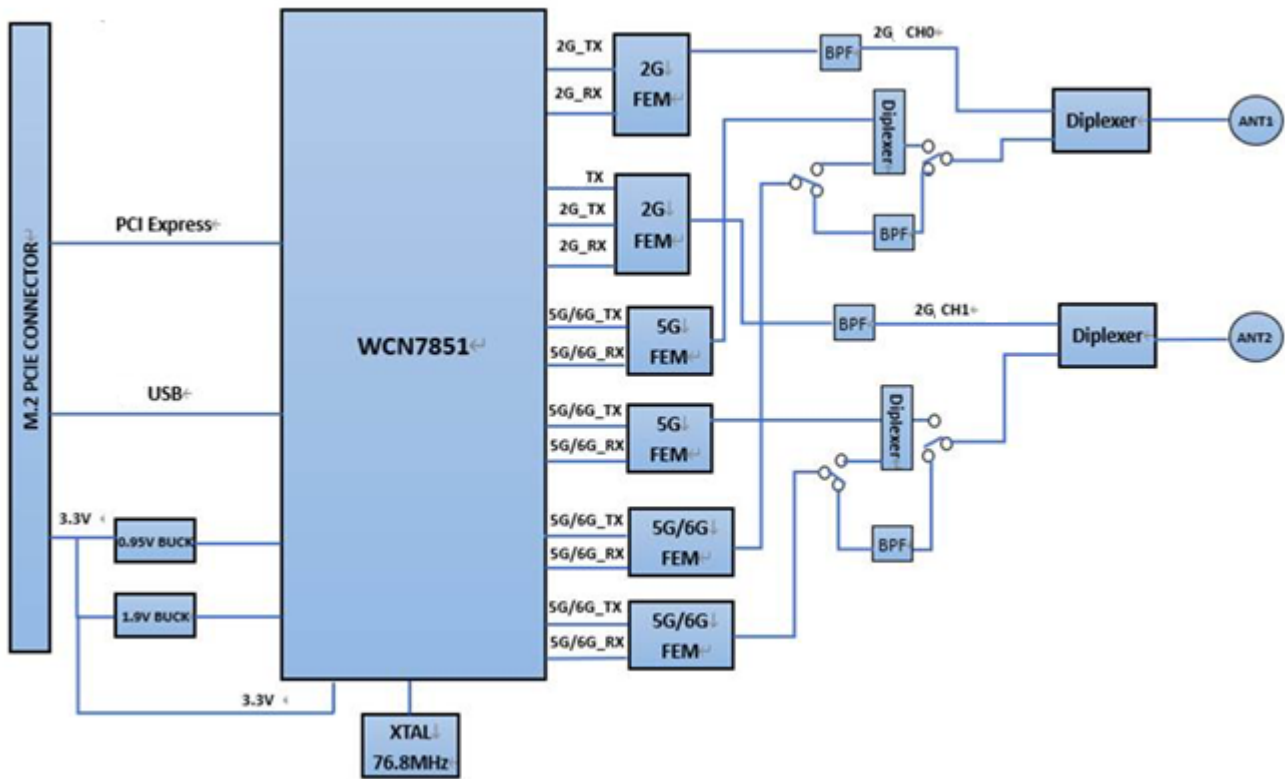 M.2 PCIE CONNECTOR
PCI Express
USB
3.3V
0.95V BUCK
1.9V BUCK
3.3V
WCN7851
XTAL
76.8MHz
2G_TX
2G_RX
2G
FEM
TX
2G_TX
2G_RX
2G
FEM
5G/6G_TX
5G/6G_RX
5G
FEM
5G/6G_TX
5G/6G_RX
5G
FEM
5G/6G_TX
5G/6G_RX
5G/6G
FEM
5G/6G_TX
5G/6G_RX
5G/6G
FEM
BPF
2G CH0
Diplexer
BPF
Diplexer
ANT1
BPF
2G CH1
Diplexer
BPF
Diplexer
ANT2